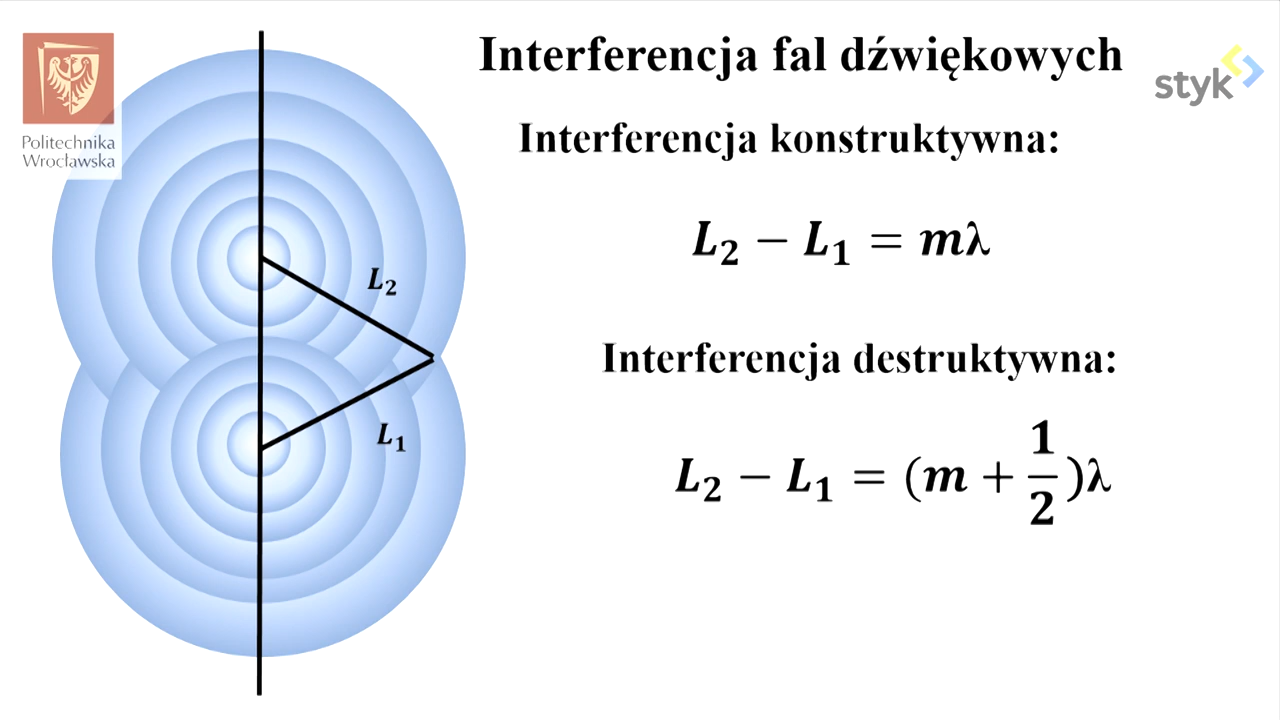 Politechnika
Wrocławska
Interferencja fal dźwiękowych
styk
Interferencja konstruktywna:
L₂ − L₁ = mλ
L₂
Interferencja destruktywna:
L₁
L₂ − L₁ = (m + 1/2)λ